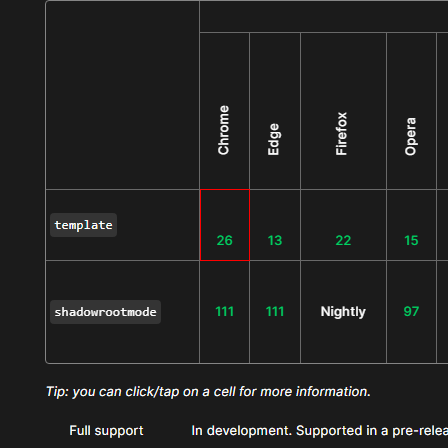 Chrome
Edge
Firefox
Opera
template
26
13
22
15
shadowrootmode
111
111
Nightly
97
Tip: you can click/tap on a cell for more information.
Full support
In development. Supported in a pre-relea